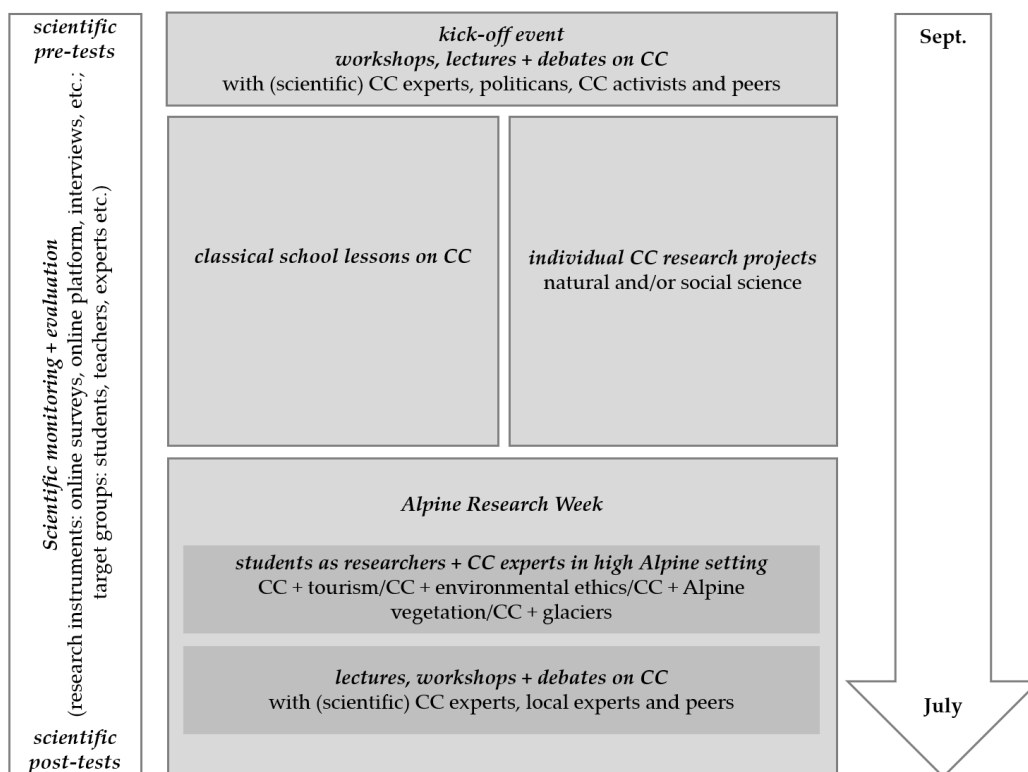 scientific
pre-tests
Scientific monitoring + evaluation
(research instruments: online surveys, online platform, interviews, etc.;
target groups: students, teachers, experts etc.)
scientific
post-tests
kick-off event
workshops, lectures + debates on CC
with (scientific) CC experts, politicans, CC activists and peers
classical school lessons on CC
individual CC research projects
natural and/or social science
Alpine Research Week
students as researchers + CC experts in high Alpine setting
CC + tourism/CC + environmental ethics/CC + Alpine
vegetation/CC + glaciers
lectures, workshops + debates on CC
with (scientific) CC experts, local experts and peers
Sept.
July